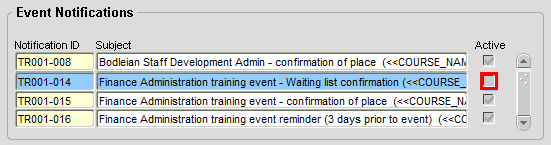 Event Notifications
Notification ID Subject Active
TR001-008 Bodleian Staff Development Admin - confirmation of place (<<COURSE_NAM
TR001-014 Finance Administration training event - Waiting list confirmation (<<COURSE_
TR001-015 Finance Administration training event - confirmation of place (<<COURSE_NA
TR001-016 Finance Administration training event reminder (3 days prior to event) (<<CO